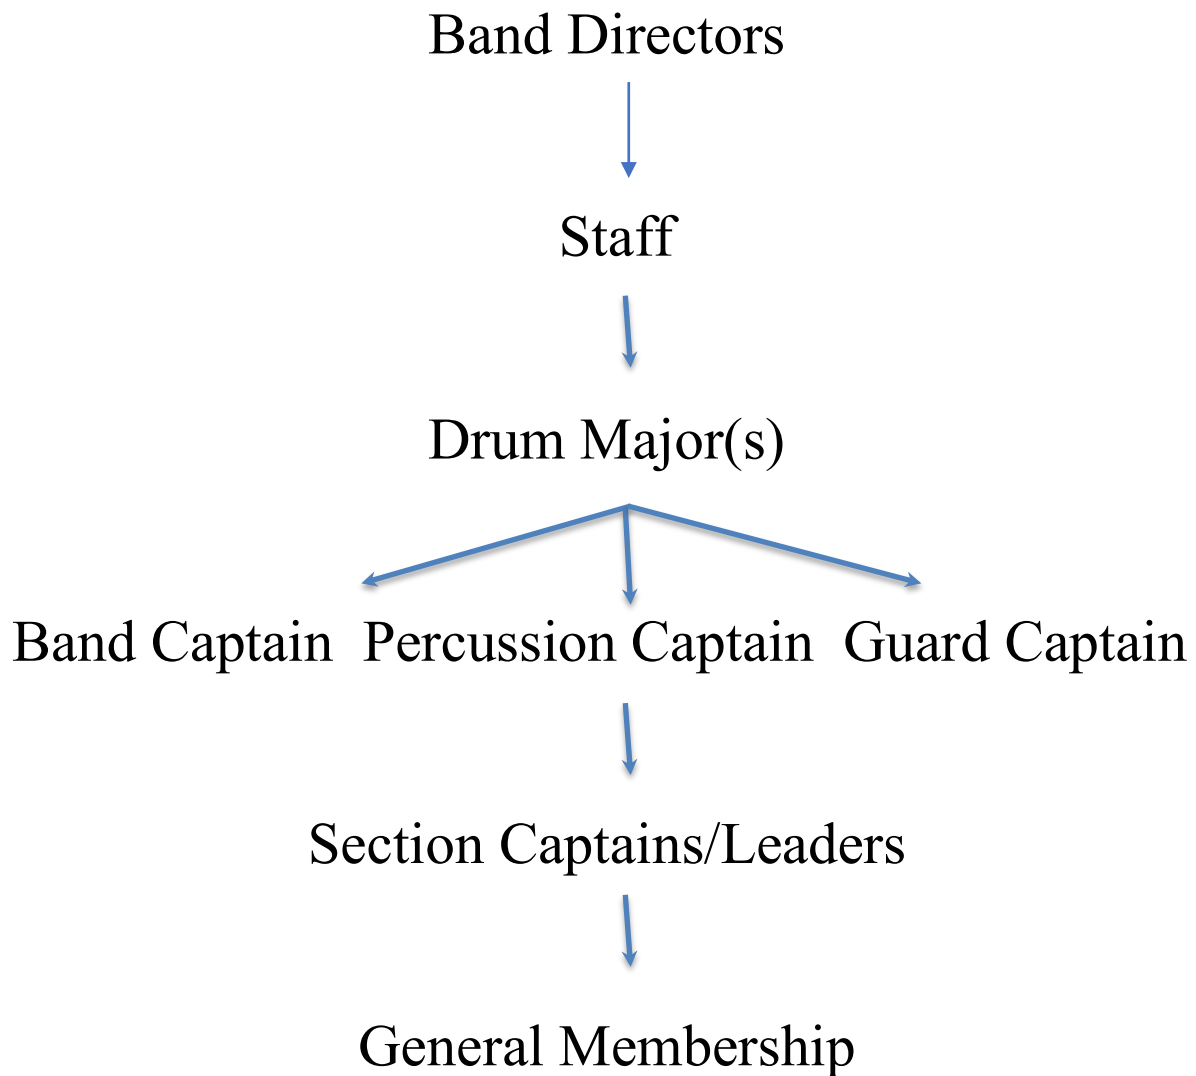 Band Directors
Staff
Drum Major(s)
Band Captain Percussion Captain Guard Captain
Section Captains/Leaders
General Membership